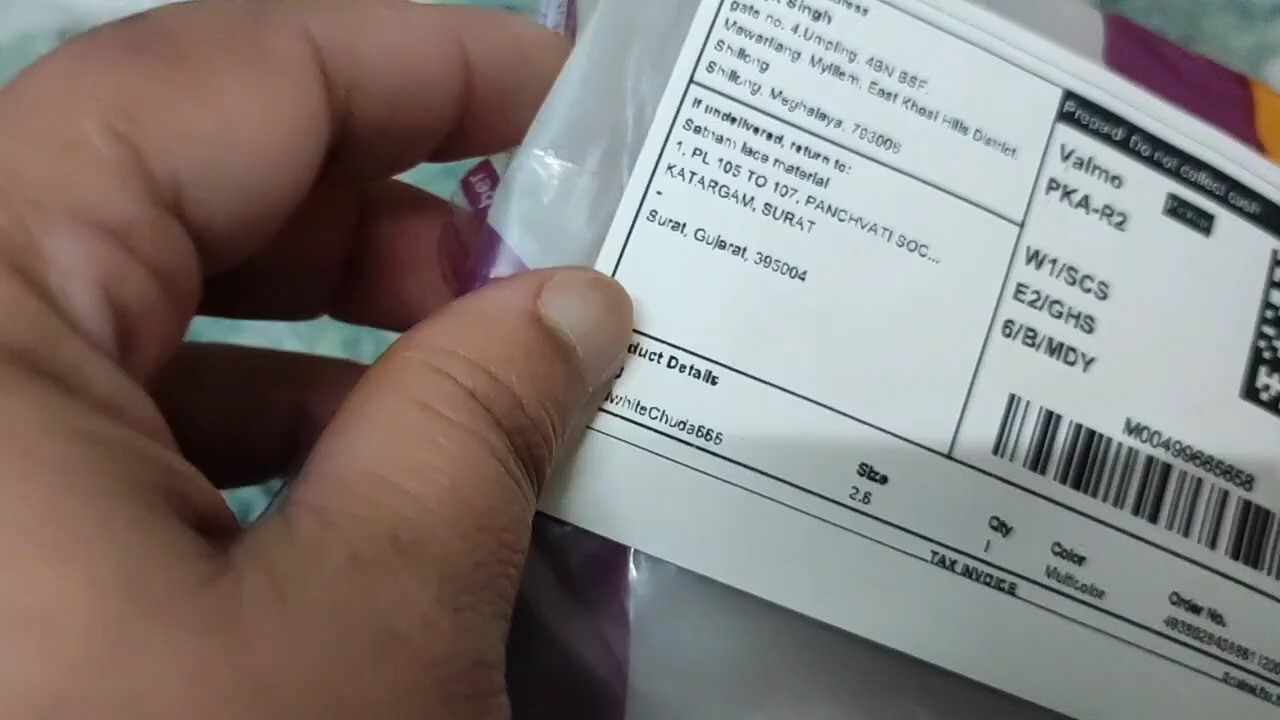 Singh
gate no. 4,Umpling, 4BN BSF,
Mawarliang, Mylllem, East Khasi Hills District,
Shillong
Shillong, Meghalaya, 793006
If undelivered, return to:
Satnam lace material
1, PL 105 TO 107, PANCHVATI SOC...
KATARGAM, SURAT
-
Surat, Gujarat, 395004
Prepaid: Do not collect cash
Valmo
PKA-R2
W1/SCS
E2/GHS
6/B/MDY
M00499665658
duct Details
whiteChuda666
Size
2.6
Qty
1
Color
Multicolor
Order No.
TAX INVOICE